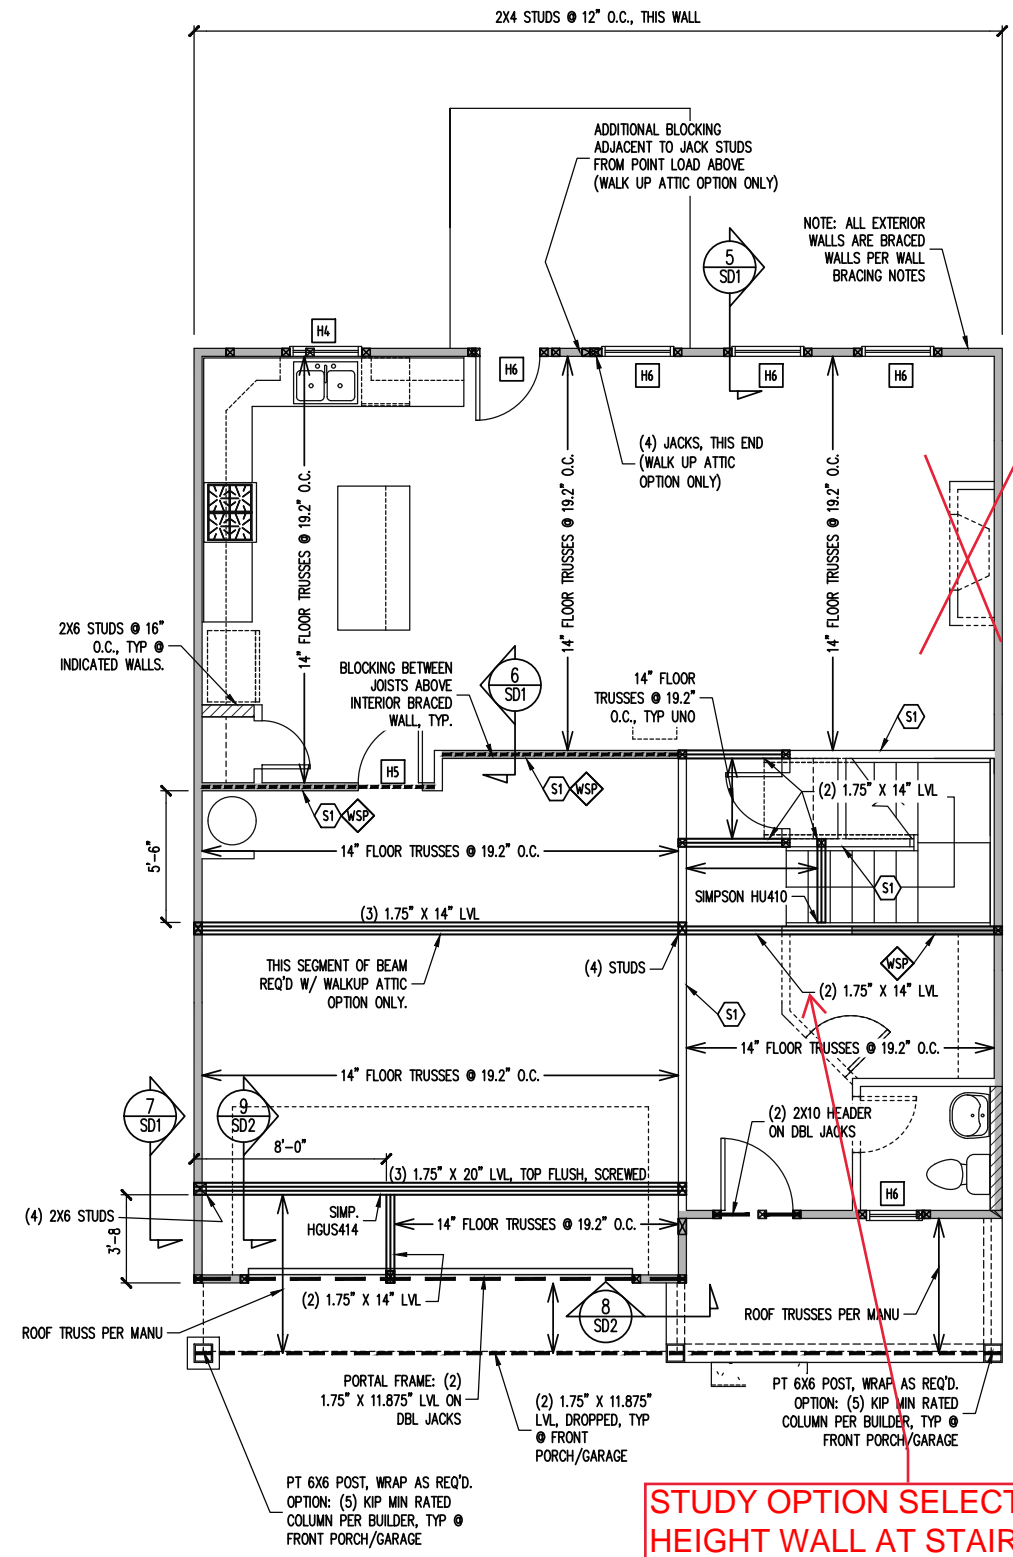 2X4 STUDS @ 12" O.C., THIS WALL
ADDITIONAL BLOCKING
ADJACENT TO JACK STUDS
FROM POINT LOAD ABOVE
(WALK UP ATTIC OPTION ONLY)
NOTE: ALL EXTERIOR
WALLS ARE BRACED
WALLS PER WALL
BRACING NOTES
5
SD1
H4
H6
H6
H6
H6
(4) JACKS, THIS END
(WALK UP ATTIC
OPTION ONLY)
14" FLOOR TRUSSES @ 19.2" O.C.
14" FLOOR TRUSSES @ 19.2" O.C.
14" FLOOR TRUSSES @ 19.2" O.C.
2X6 STUDS @ 16"
O.C., TYP @
INDICATED WALLS.
BLOCKING BETWEEN
JOISTS ABOVE
INTERIOR BRACED
WALL, TYP.
6
SD1
14" FLOOR
TRUSSES @ 19.2"
O.C., TYP UNO
S1
H5
S1
WSP
S1
WSP
(2) 1.75" X 14" LVL
5'-6"
14" FLOOR TRUSSES @ 19.2" O.C.
S1
SIMPSON HU410
(3) 1.75" X 14" LVL
THIS SEGMENT OF BEAM
REQ'D W/ WALKUP ATTIC
OPTION ONLY.
(4) STUDS
WSP
(2) 1.75" X 14" LVL
S1
14" FLOOR TRUSSES @ 19.2" O.C.
14" FLOOR TRUSSES @ 19.2" O.C.
7
SD1
9
SD2
(2) 2X10 HEADER
ON DBL JACKS
8'-0"
(3) 1.75" X 20" LVL, TOP FLUSH, SCREWED
H6
(4) 2X6 STUDS
3'-8
SIMP.
HGUS414
14" FLOOR TRUSSES @ 19.2" O.C.
(2) 1.75" X 14" LVL
8
SD2
ROOF TRUSSES PER MANU
ROOF TRUSS PER MANU
PORTAL FRAME: (2)
1.75" X 11.875" LVL ON
DBL JACKS
(2) 1.75" X 11.875"
LVL, DROPPED, TYP
@ FRONT
PORCH/GARAGE
PT 6X6 POST, WRAP AS REQ'D.
OPTION: (5) KIP MIN RATED
COLUMN PER BUILDER, TYP @
FRONT PORCH/GARAGE
PT 6X6 POST, WRAP AS REQ'D.
OPTION: (5) KIP MIN RATED
COLUMN PER BUILDER, TYP @
FRONT PORCH/GARAGE
STUDY OPTION SELECT
HEIGHT WALL AT STAIR